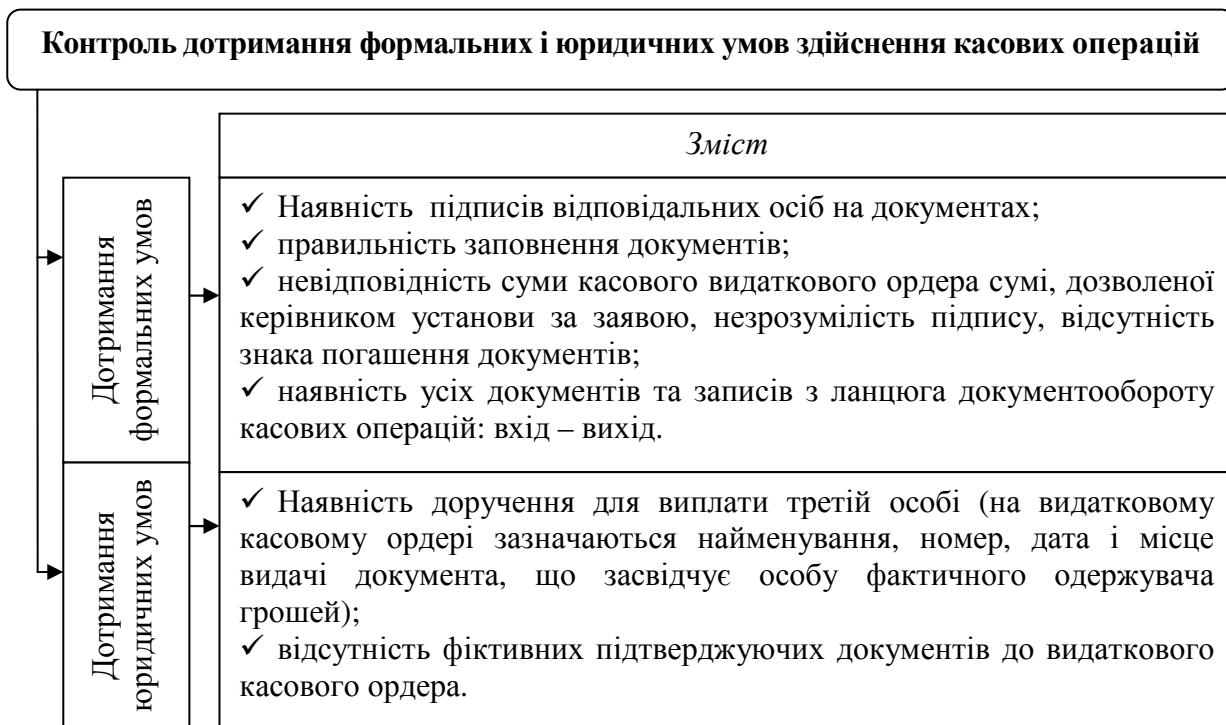 Контроль дотримання формальних і юридичних умов здійснення касових операцій
Зміст
Дотримання
формальних умов
✓ Наявність підписів відповідальних осіб на документах;
✓ правильність заповнення документів;
✓ невідповідність суми касового видаткового ордера сумі, дозволеної
керівником установи за заявою, незрозумілість підпису, відсутність
знака погашення документів;
✓ наявність усіх документів та записів з ланцюга документообороту
касових операцій: вхід – вихід.
Дотримання
юридичних умов
✓ Наявність доручення для виплати третій особі (на видатковому
касовому ордері зазначаються найменування, номер, дата і місце
видачі документа, що засвідчує особу фактичного одержувача
грошей);
✓ відсутність фіктивних підтверджуючих документів до видаткового
касового ордера.